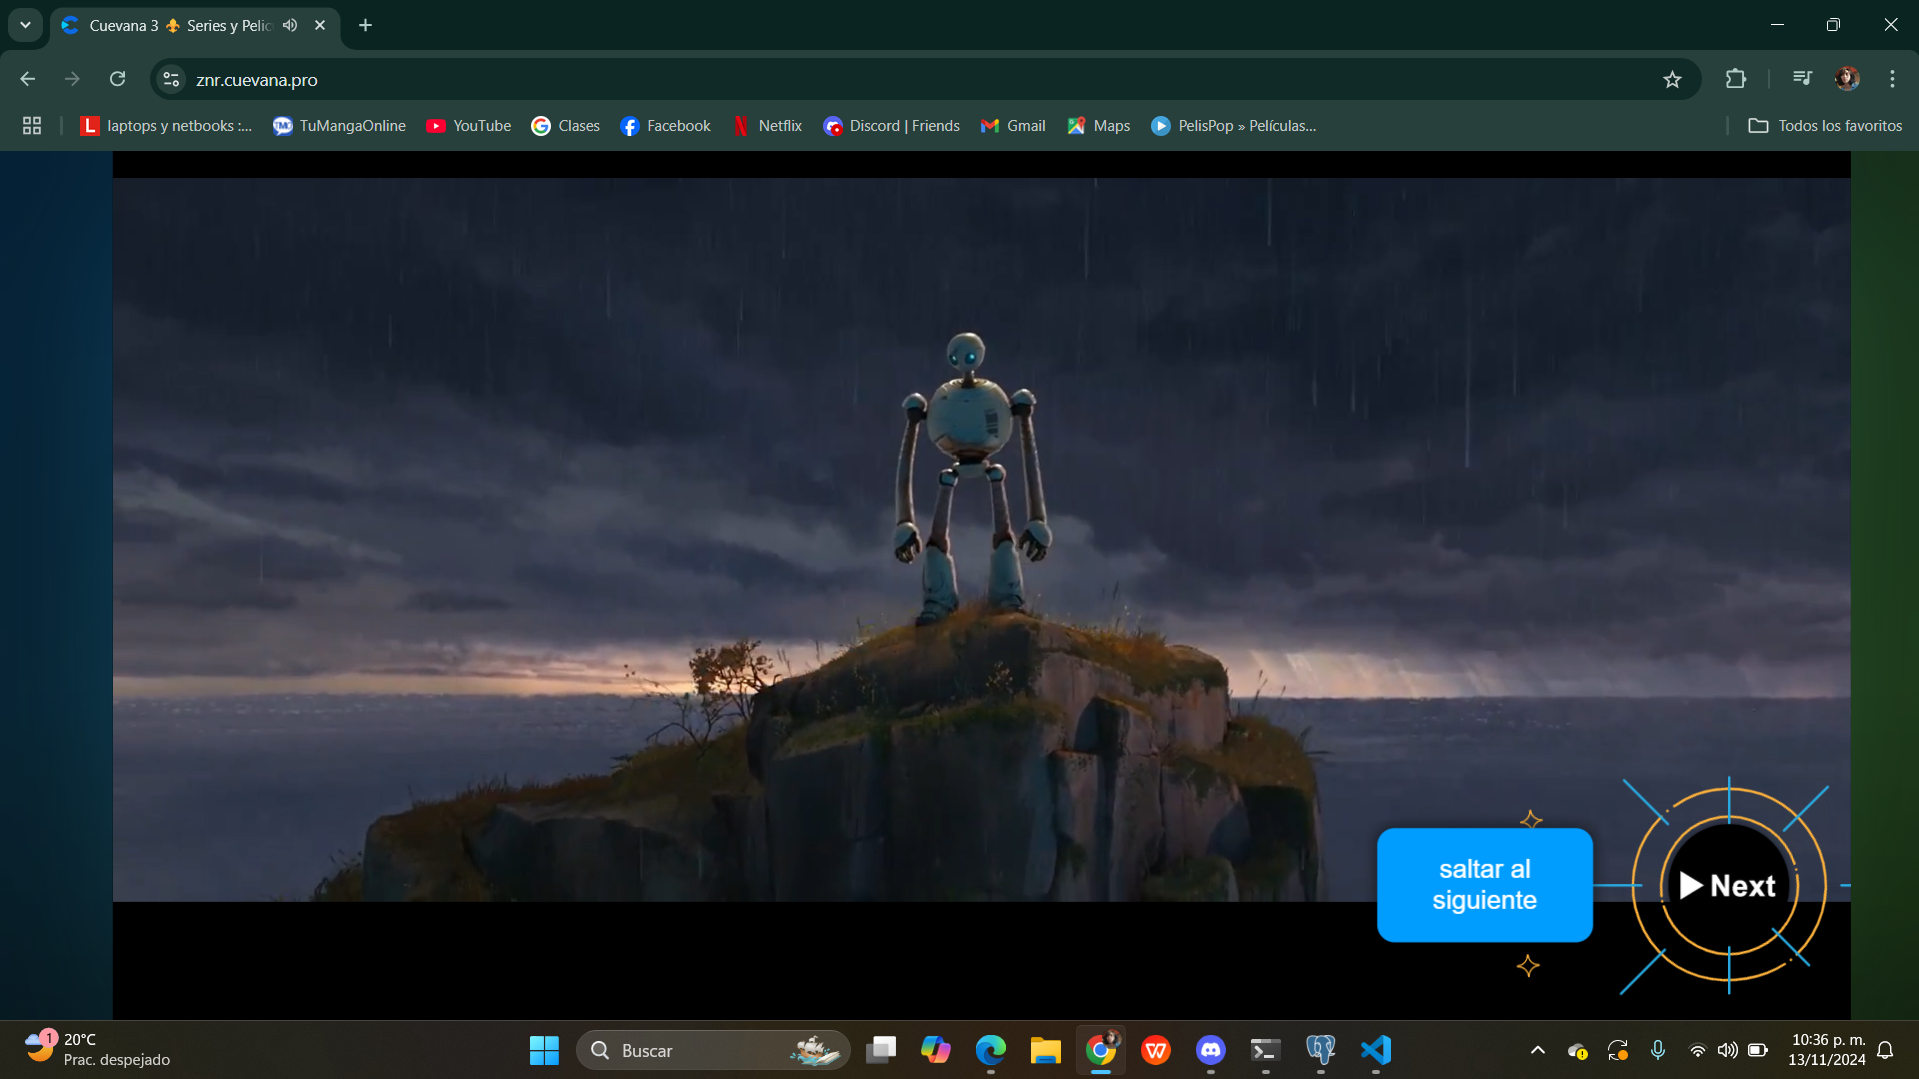 Cuevana 3 ⚜ Series y Pelic
znr.cuevana.pro
laptops y netbooks :...
TuMangaOnline
YouTube
Clases
Facebook
Netflix
Discord | Friends
Gmail
Maps
PelisPop » Películas...
Todos los favoritos
saltar al
siguiente
Next
1
20°C
Prac. despejado
Buscar
10:36 p. m.
13/11/2024